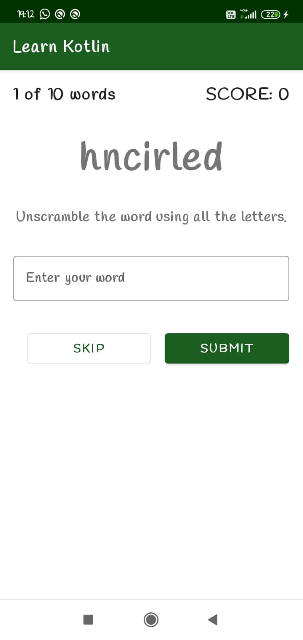 14:12
22
Learn Kotlin
1 of 10 words
SCORE: 0
hncirled
Unscramble the word using all the letters.
Enter your word
SKIP
SUBMIT